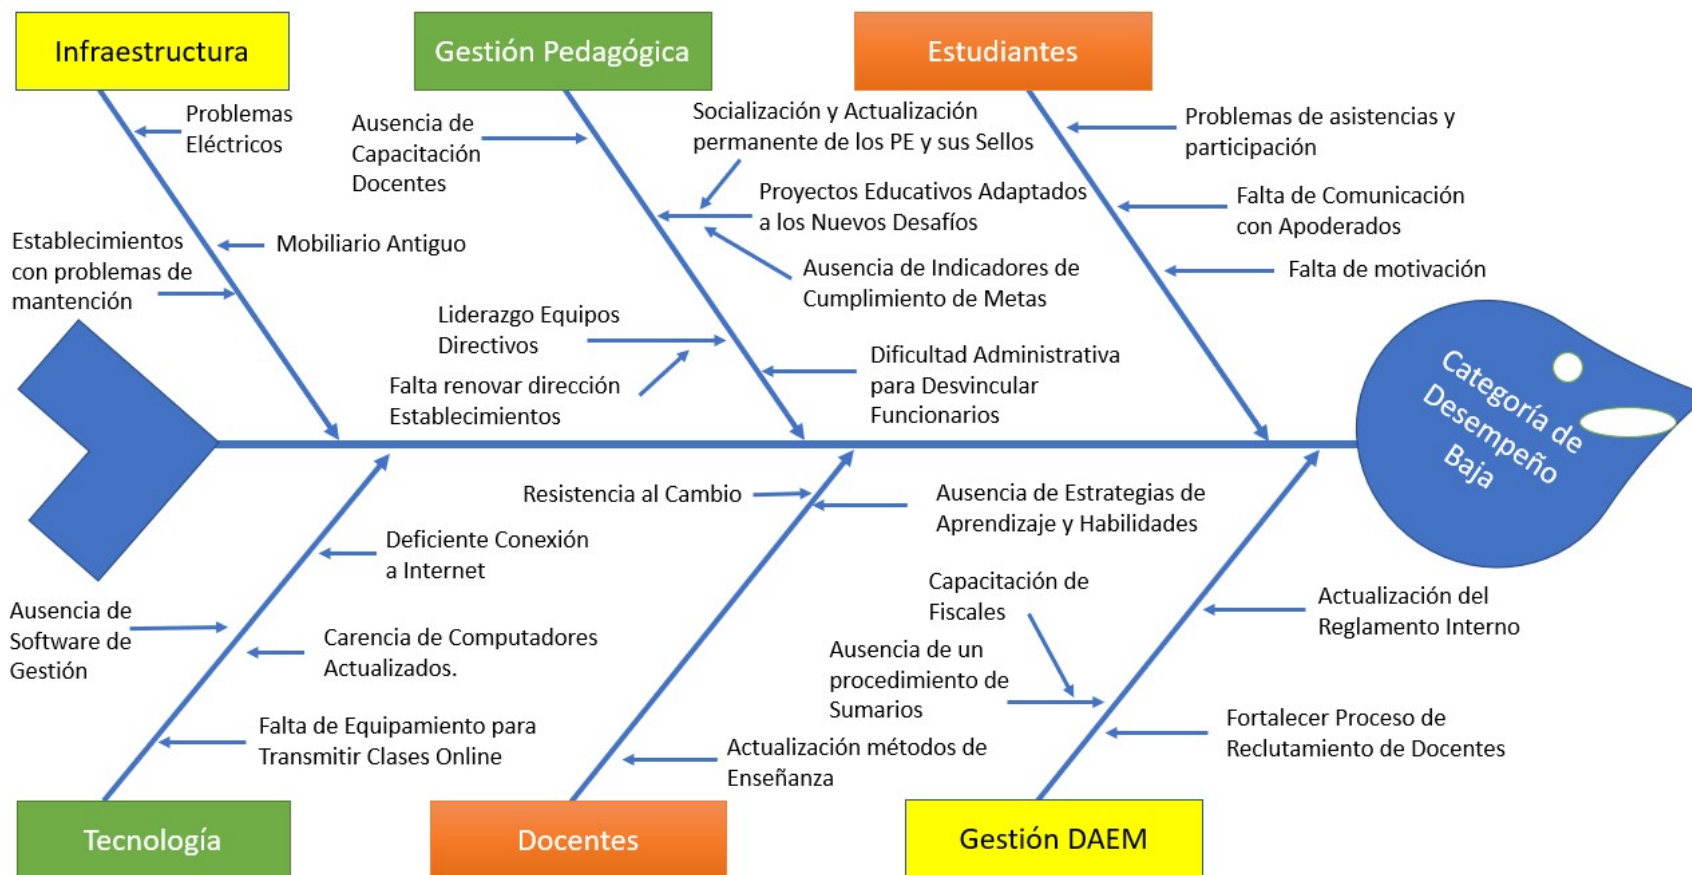 Infraestructura
Gestión Pedagógica
Estudiantes
Problemas
Eléctricos
Mobiliario Antiguo
Establecimientos
con problemas de
mantención
Ausencia de
Capacitación
Docentes
Socialización y Actualización
permanente de los PE y sus Sellos
Proyectos Educativos Adaptados
a los Nuevos Desafíos
Ausencia de Indicadores de
Cumplimiento de Metas
Liderazgo Equipos
Directivos
Falta renovar dirección
Establecimientos
Dificultad Administrativa
para Desvincular
Funcionarios
Problemas de asistencias y
participación
Falta de Comunicación
con Apoderados
Falta de motivación
Categoría de
Desempeño
Baja
Deficiente Conexión
a Internet
Ausencia de
Software de
Gestión
Carencia de Computadores
Actualizados.
Falta de Equipamiento para
Transmitir Clases Online
Resistencia al Cambio
Ausencia de Estrategias de
Aprendizaje y Habilidades
Actualización métodos de
Enseñanza
Capacitación de
Fiscales
Ausencia de un
procedimiento de
Sumarios
Actualización del
Reglamento Interno
Fortalecer Proceso de
Reclutamiento de Docentes
Tecnología
Docentes
Gestión DAEM